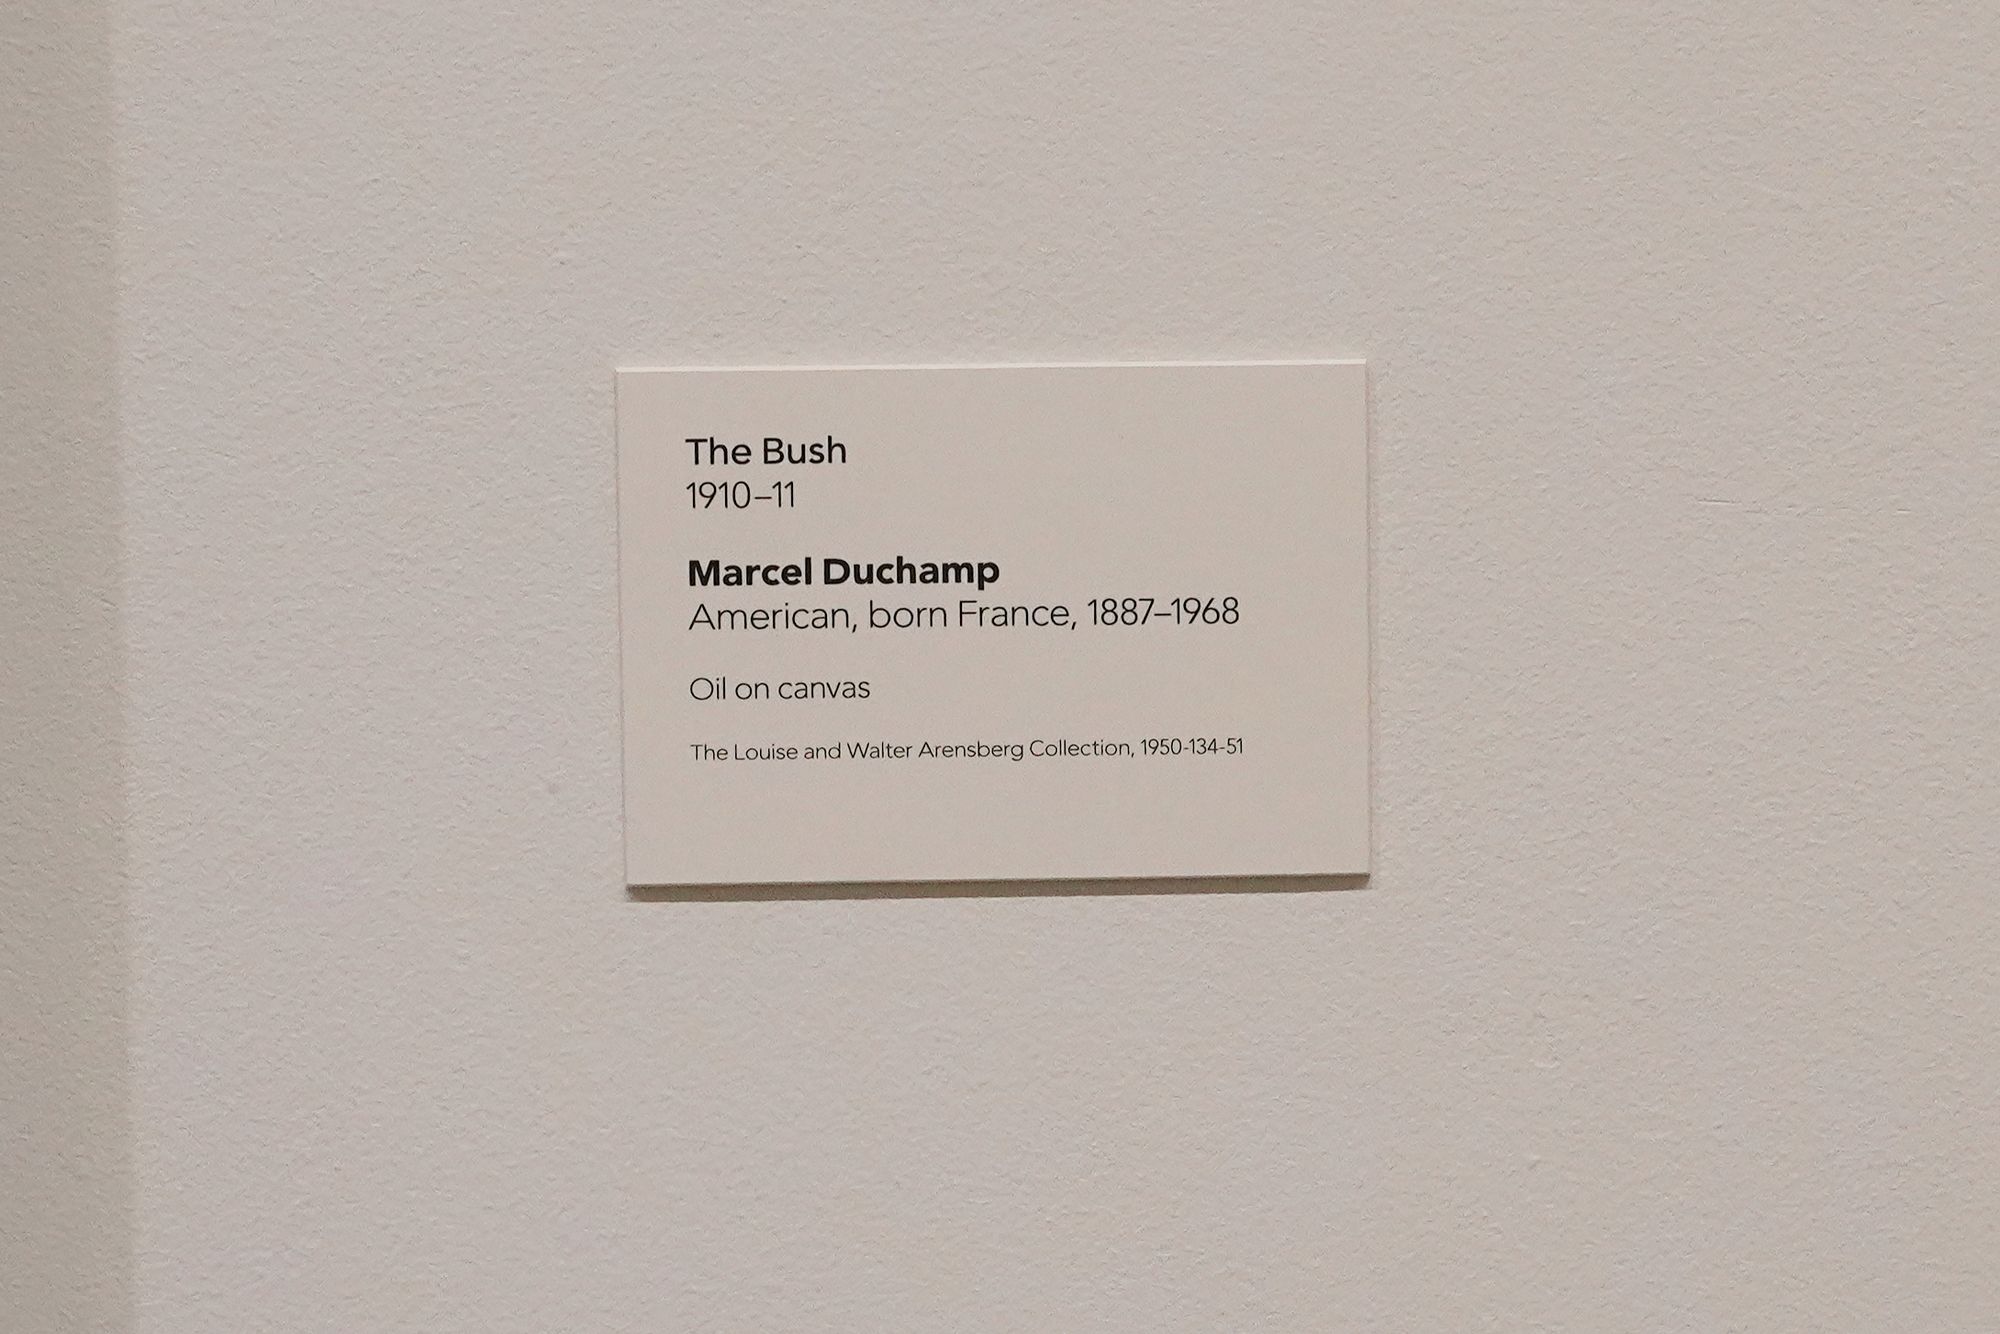 The Bush
1910–11
Marcel Duchamp
American, born France, 1887–1968
Oil on canvas
The Louise and Walter Arensberg Collection, 1950-134-51